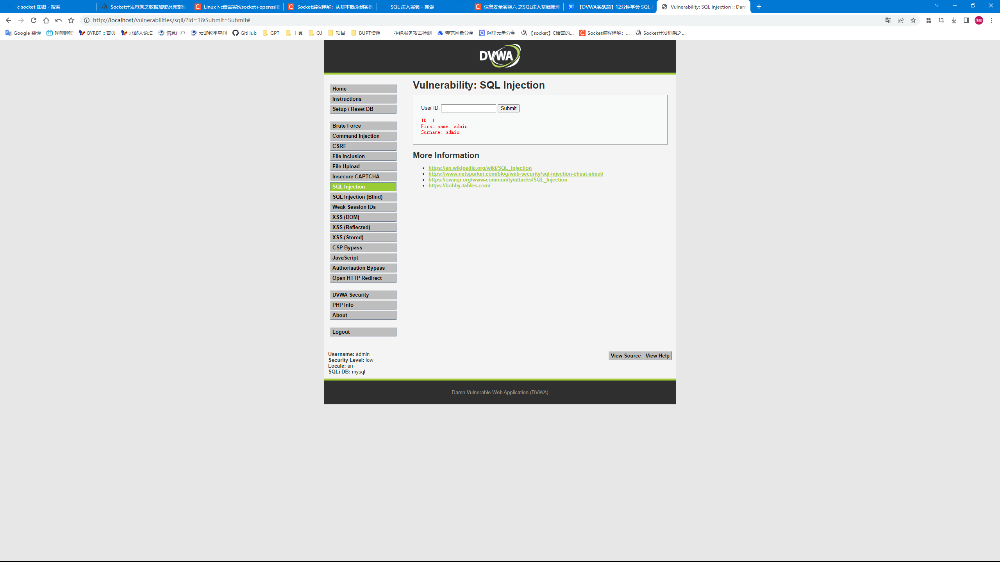 c socket 加密 - 搜索
Socket开发框架之数据加密及完整性
Linux下c语言实现socket+openssl数
Socket编程详解：从基本概念到实例
SQL 注入实验 - 搜索
信息安全实验六 之SQL注入基础原理
【DVWA实战篇】12分钟学会 SQL 注
Vulnerability: SQL Injection :: Dam
http://localhost/vulnerabilities/sqli/?id=1&Submit=Submit#
炜康
Google 翻译
哔哩哔哩
BYRBT :: 首页
北邮人论坛
信息门户
云邮教学空间
GitHub
GPT
工具
OJ
项目
BUPT资源
拒绝服务攻击检测
夸克网盘分享
阿里云盘分享
【socket】C语言的...
Socket编程详解：...
Socket开发框架之...
DVWA
Home
Instructions
Setup / Reset DB
Brute Force
Command Injection
CSRF
File Inclusion
File Upload
Insecure CAPTCHA
SQL Injection
SQL Injection (Blind)
Weak Session IDs
XSS (DOM)
XSS (Reflected)
XSS (Stored)
CSP Bypass
JavaScript
Authorisation Bypass
Open HTTP Redirect
DVWA Security
PHP Info
About
Logout
Vulnerability: SQL Injection
User ID: Submit
ID: 1
First name: admin
Surname: admin
More Information
https://en.wikipedia.org/wiki/SQL_injection
https://www.netsparker.com/blog/web-security/sql-injection-cheat-sheet/
https://owasp.org/www-community/attacks/SQL_Injection
https://bobby-tables.com/
Username: admin
Security Level: low
Locale: en
SQLi DB: mysql
View Source
View Help
Damn Vulnerable Web Application (DVWA)